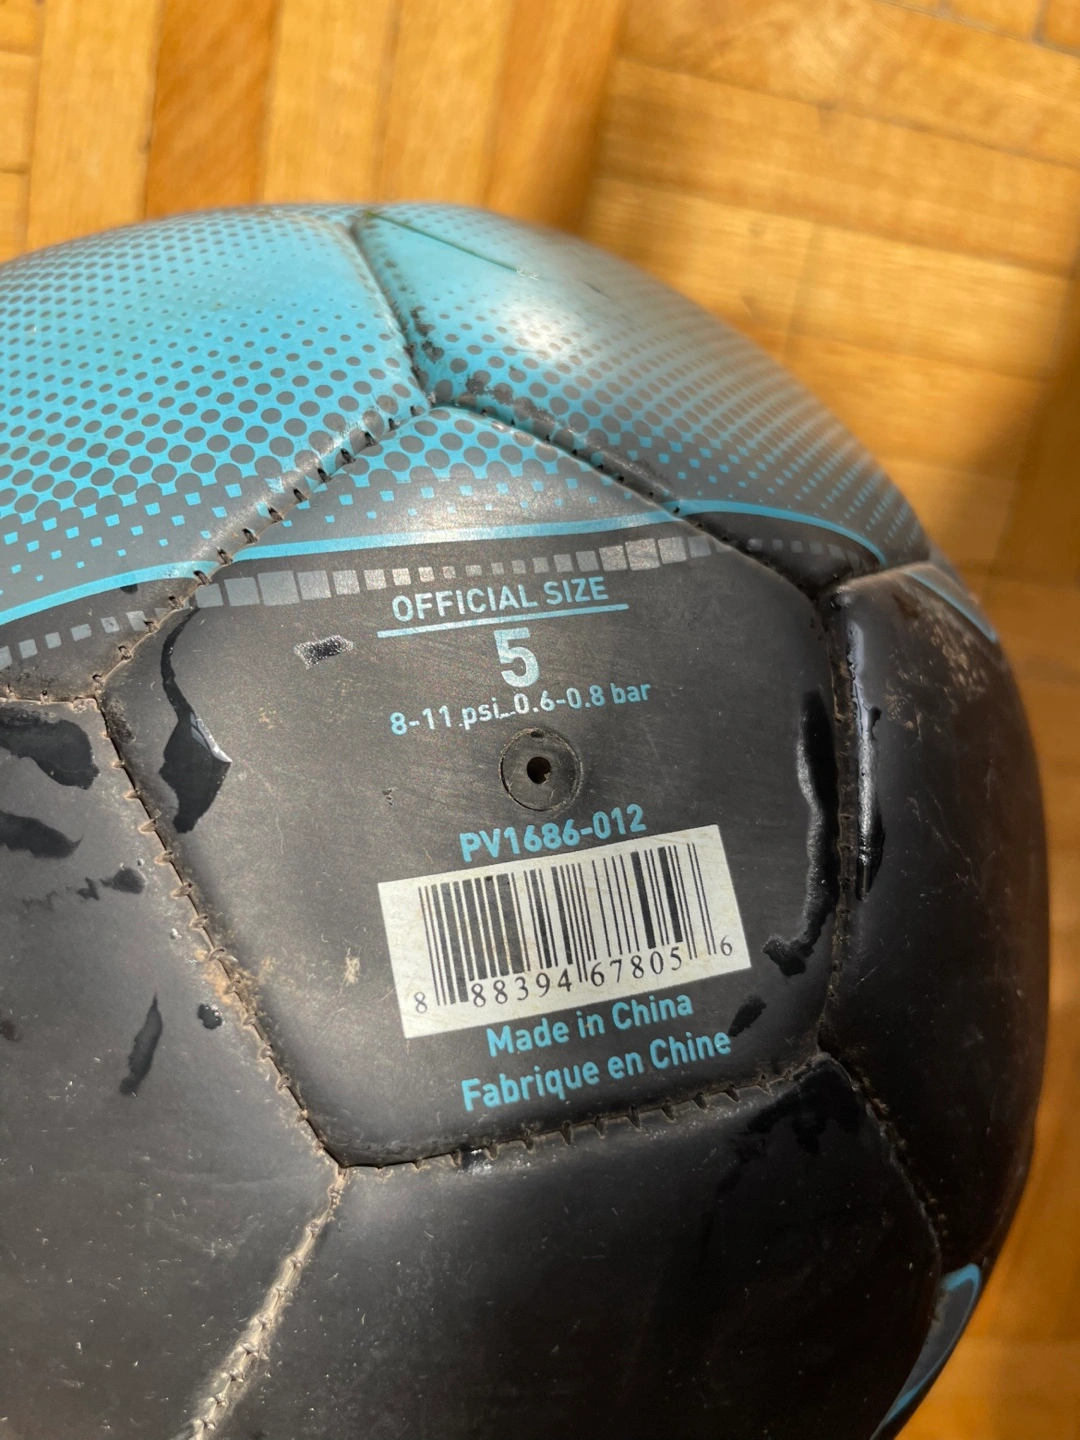 OFFICIAL SIZE
5
8-11 psi_0.6-0.8 bar
PV1686-012
8 88394 67805 6
Made in China
Fabrique en Chine